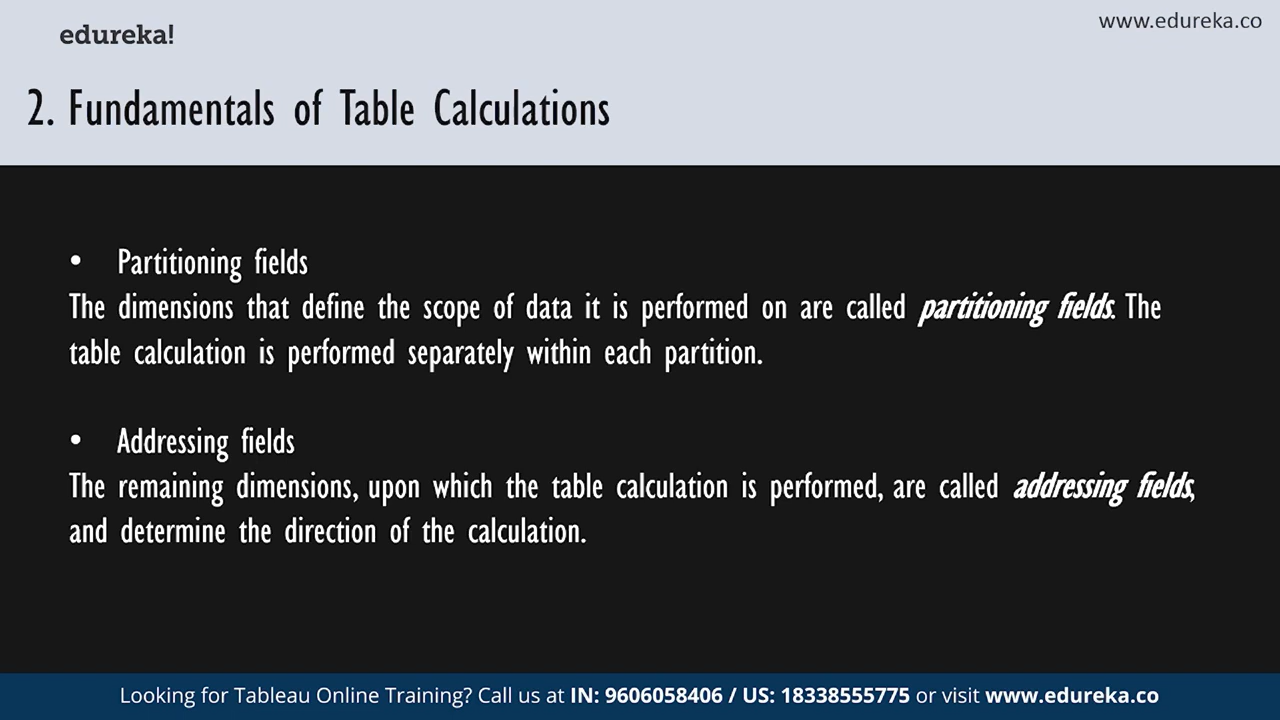 edureka!
www.edureka.co
2. Fundamentals of Table Calculations
• Partitioning fields
The dimensions that define the scope of data it is performed on are called partitioning fields. The
table calculation is performed separately within each partition.
• Addressing fields
The remaining dimensions, upon which the table calculation is performed, are called addressing fields,
and determine the direction of the calculation.
Looking for Tableau Online Training? Call us at IN: 9606058406 / US: 18338555775 or visit www.edureka.co